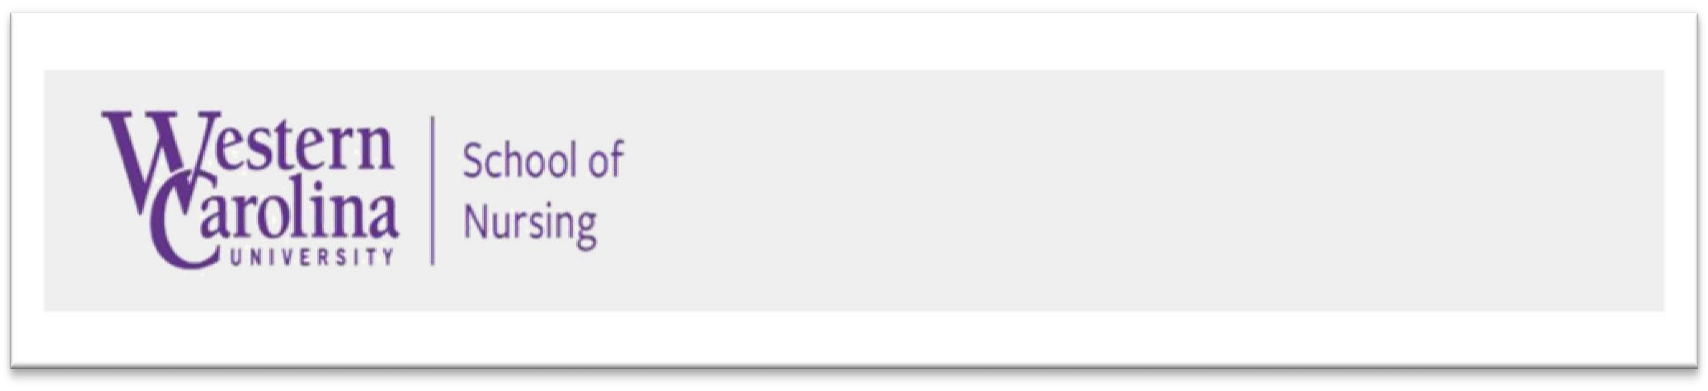 Western
Carolina
UNIVERSITY
School of
Nursing